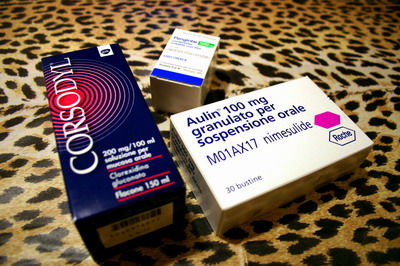 CORSODYL
200 mg/100 ml
soluzione per
mucosa orale
Clorexidina
gluconato
Flacone 150 ml
Aulin 100 mg
granulato per
sospensione orale
M01AX17 nimesulide
Roche
30 bustine